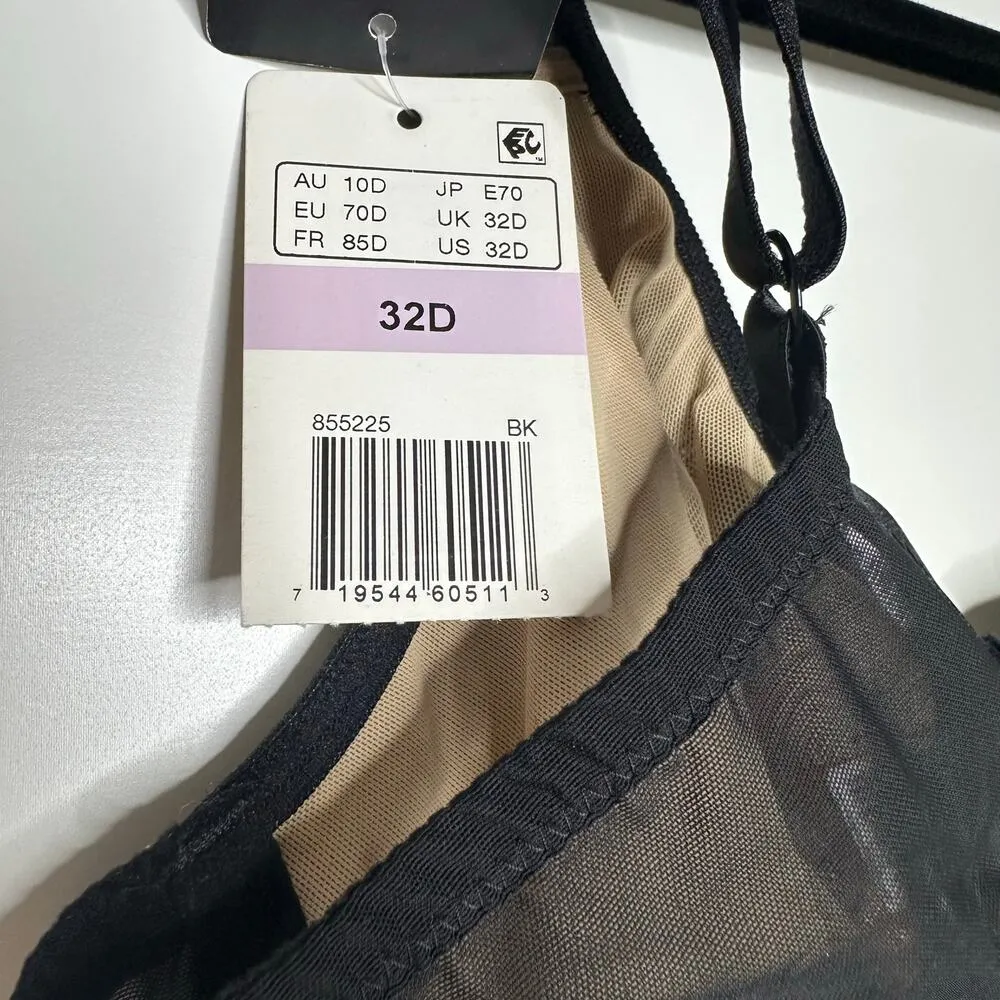 AU 10D JP E70
EU 70D UK 32D
FR 85D US 32D
32D
855225 BK
7 19544 60511 3